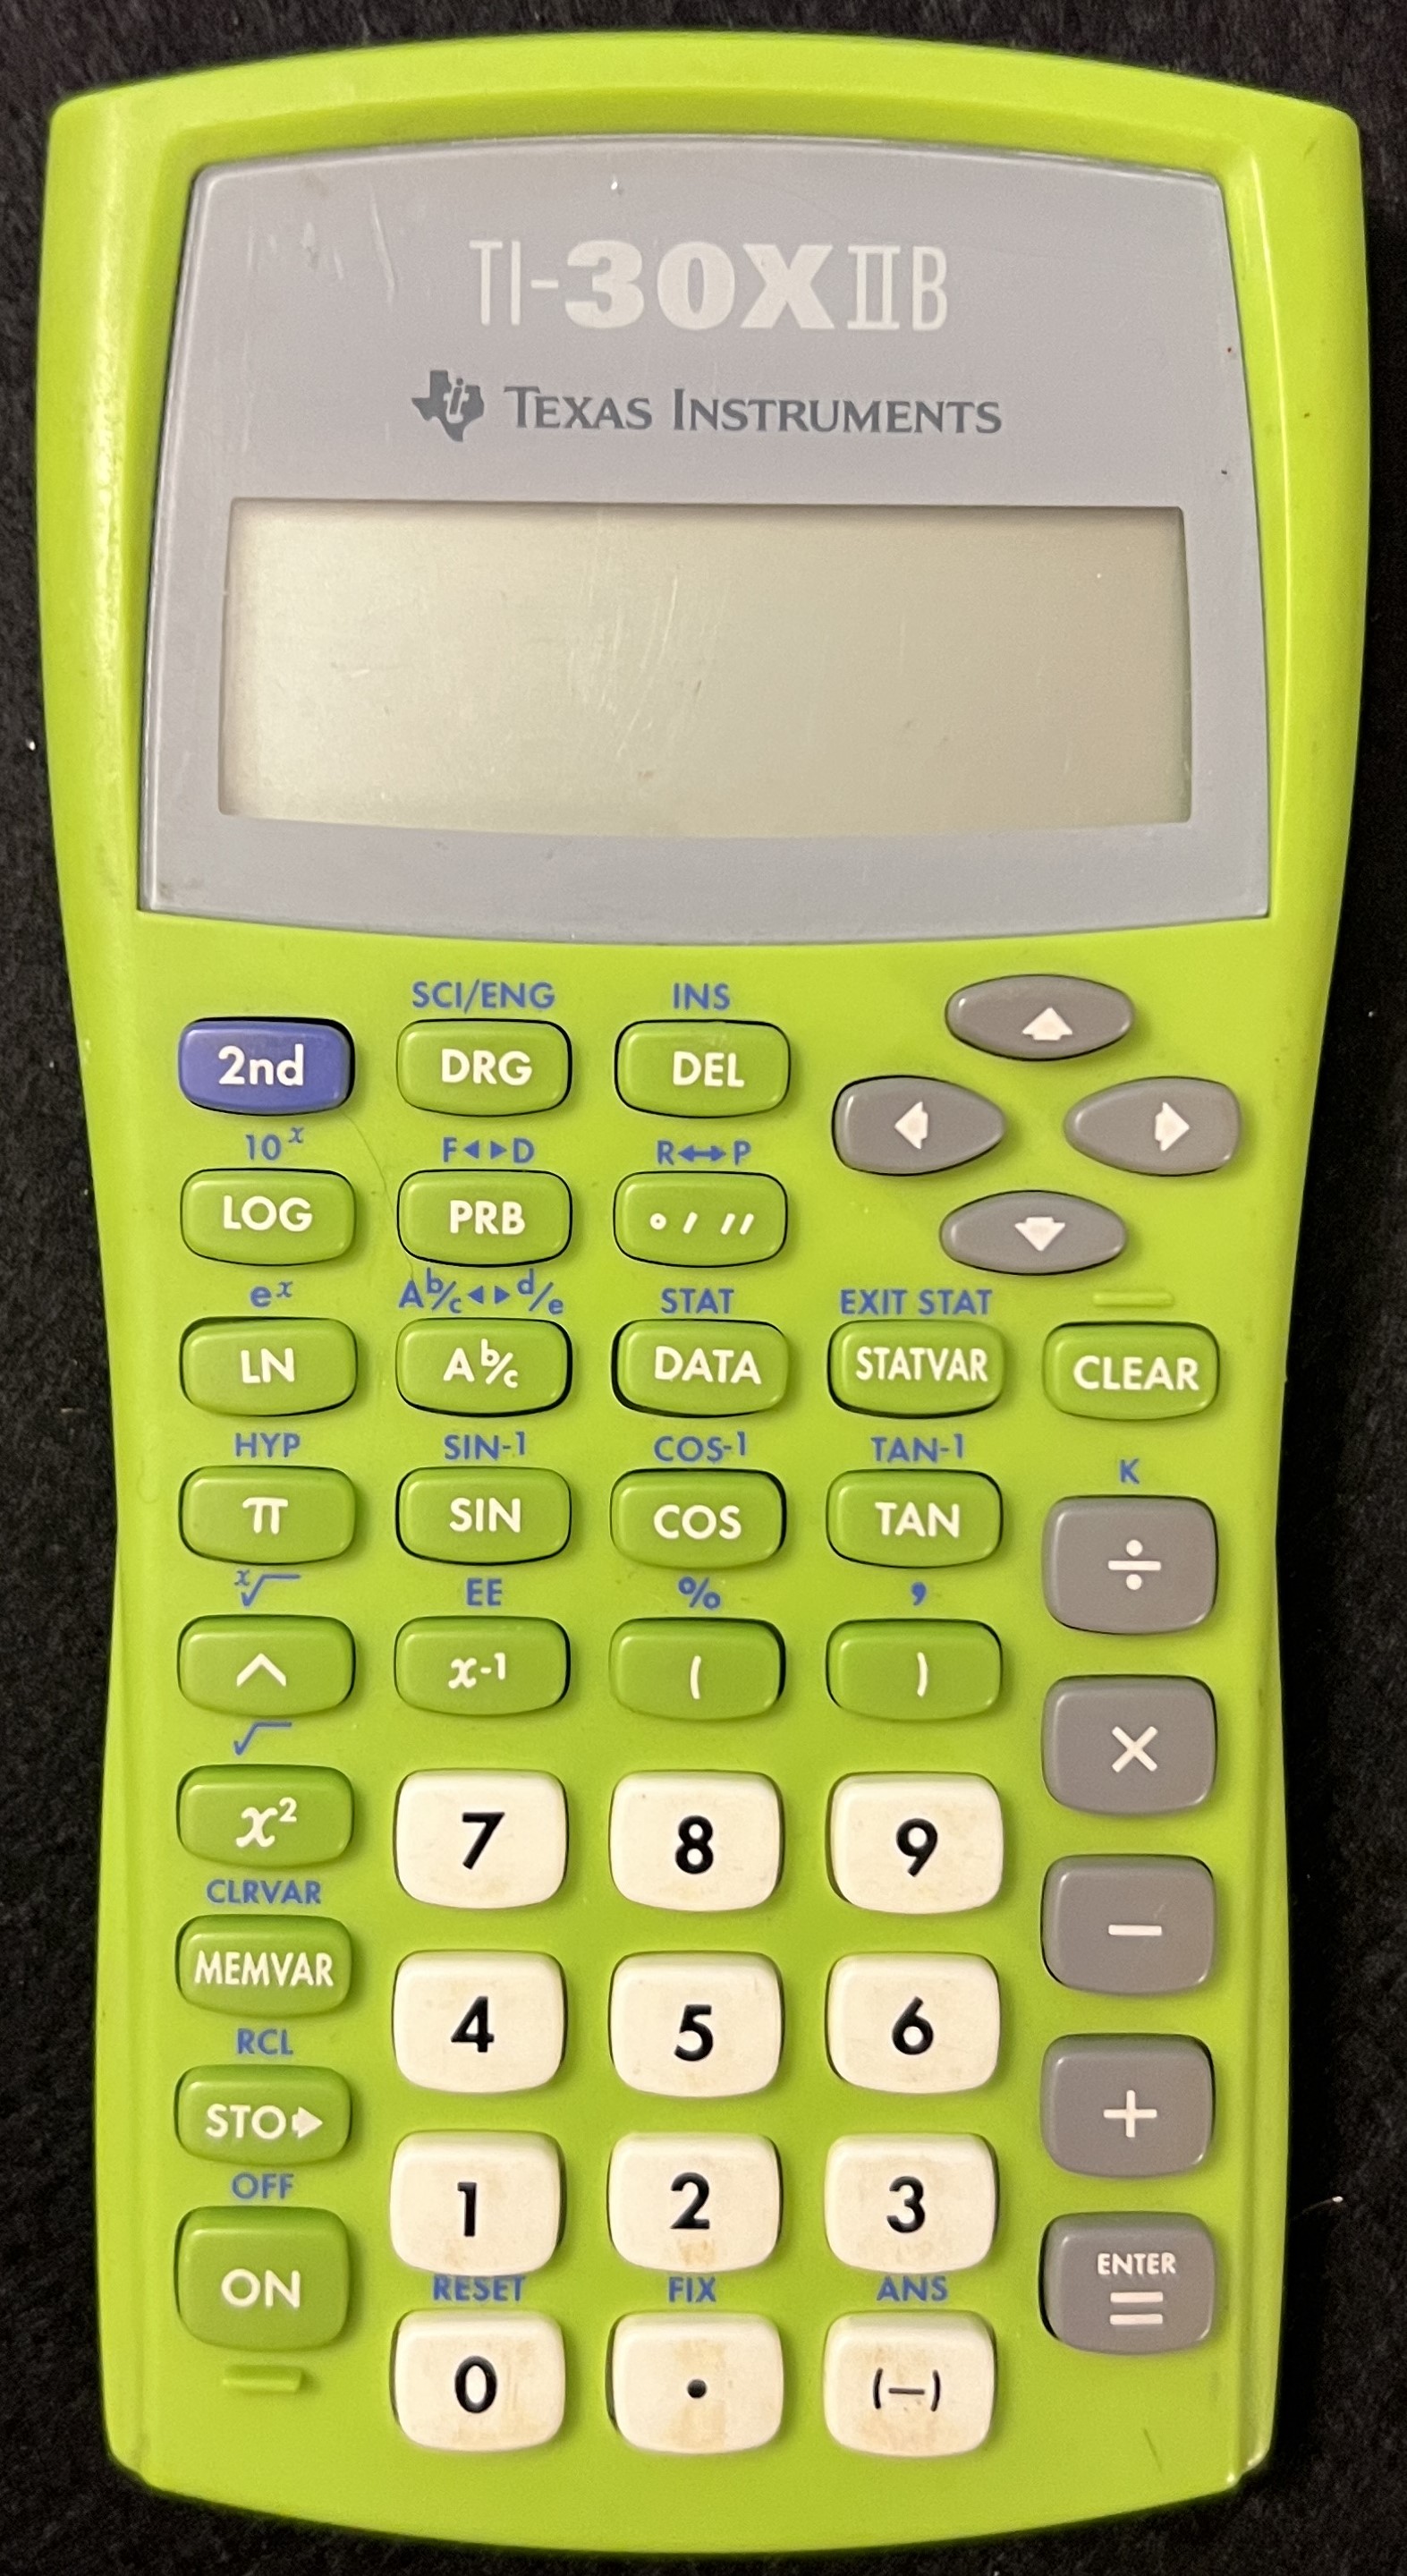 TI-30X II B
TEXAS INSTRUMENTS
SCI/ENG INS
2nd DRG DEL
10ˣ F◄►D R↔P
LOG PRB ° ′ ″
eˣ Ab/c◄►d/e STAT EXIT STAT
LN Ab/c DATA STATVAR CLEAR
HYP SIN-1 COS-1 TAN-1 K
π SIN COS TAN ÷
ˣ√ EE % ,
^ x-1 ( ) ×
√
x² 7 8 9 −
CLRVAR
MEMVAR 4 5 6
RCL
STO► +
OFF
1 2 3
ON RESET FIX ANS ENTER =
0 . (−)